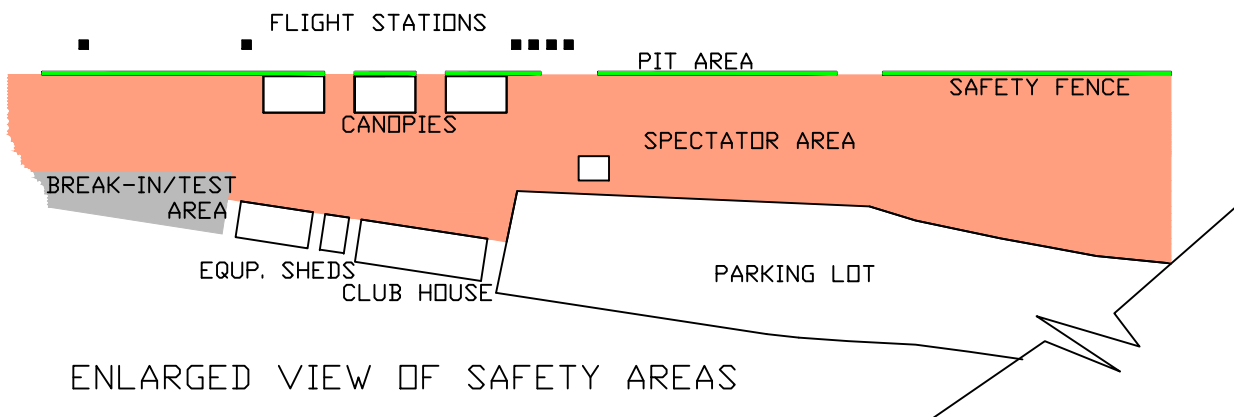 FLIGHT STATIONS
PIT AREA
SAFETY FENCE
CANOPIES
SPECTATOR AREA
BREAK-IN/TEST
AREA
EQUP. SHEDS
CLUB HOUSE
PARKING LOT
ENLARGED VIEW OF SAFETY AREAS